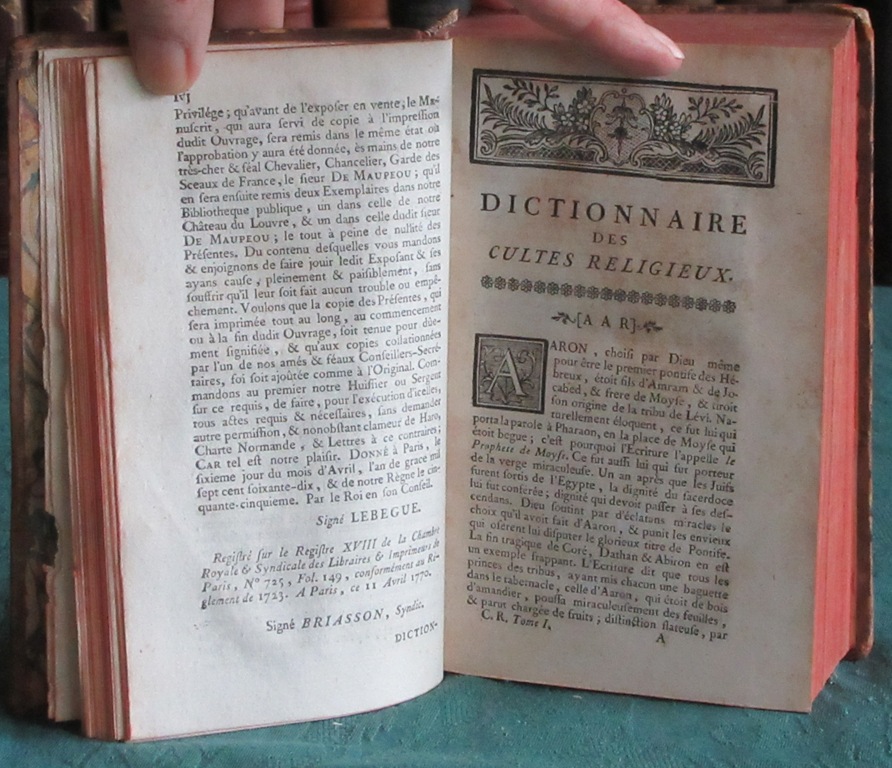 lvj
Privilége ; qu'avant de l'exposer en vente, le Ma-
nuscrit, qui aura servi de copie à l'impression
dudit Ouvrage, sera remis dans le même état où
l'approbation y aura été donnée, ès mains de notre
très-cher & féal Chevalier, Chancelier, Garde des
Sceaux de France, le sieur DE MAUPEOU ; qu'il
en sera ensuite remis deux Exemplaires dans notre
Bibliotheque publique, un dans celle de notre
Château du Louvre, & un dans celle dudit sieur
DE MAUPEOU ; le tout à peine de nullité des
Présentes. Du contenu desquelles vous mandons
& enjoignons de faire jouir ledit Exposant & ses
ayans cause, pleinement & paisiblement, sans
souffrir qu'il leur soit fait aucun trouble ou empê-
chement. Voulons que la copie des Présentes, qui
sera imprimée tout au long, au commencement
ou à la fin dudit Ouvrage, soit tenue pour dûe-
ment signifiée, & qu'aux copies collationnées
par l'un de nos amés & féaux Conseillers-Secré-
taires, foi soit ajoûtée comme à l'Original. Com-
mandons au premier notre Huissier ou Sergent
sur ce requis, de faire, pour l'exécution d'icelles,
tous actes requis & nécessaires, sans demander
autre permission, & nonobstant clameur de Haro,
Charte Normande, & Lettres à ce contraires ;
CAR tel est notre plaisir. DONNÉ à Paris, le
sixieme jour du mois d'Avril, l'an de grace mil
sept cent soixante-dix, & de notre Règne le cin-
quante-cinquieme. Par le Roi en son Conseil.
Signé LEBEGUE.
Registré sur le Registre XVIII de la Chambre
Royale & Syndicale des Libraires & Imprimeurs de
Paris, N° 725, Fol. 149, conformément au Ré-
glement de 1723. A Paris, ce 11 Avril 1770.
Signé BRIASSON, Syndic.
DICTION-
DICTIONNAIRE
DES
CULTES RELIGIEUX.
[A A R]
AARON, choisi par Dieu même
pour être le premier pontife des Hé-
breux, étoit fils d'Amram & de Jo-
cabed, & frere de Moyse, & tiroit
son origine de la tribu de Lévi. Na-
turellement éloquent, ce fut lui qui
porta la parole à Pharaon, en la place de Moyse qui
étoit begue ; c'est pourquoi l'Ecriture l'appelle le
Prophete de Moyse. Ce fut aussi lui qui fut porteur
de la verge miraculeuse. Un an après que les Juifs
furent sortis de l'Egypte, la dignité du sacerdoce
lui fut conférée ; dignité qui devoit passer à ses des-
cendans. Dieu soutint par d'éclatans miracles le
choix qu'il avoit fait d'Aaron, & punit les envieux
qui oserent lui disputer le glorieux titre de Pontife.
La fin tragique de Coré, Dathan & Abiron en est
un exemple frappant. L'Ecriture dit que tous les
princes des tribus, ayant mis chacun une baguette
dans le tabernacle, celle d'Aaron, qui étoit de bois
d'amandier, poussa miraculeusement des feuilles,
& parut chargée de fruits ; distinction flateuse, par
C. R. Tome I. A